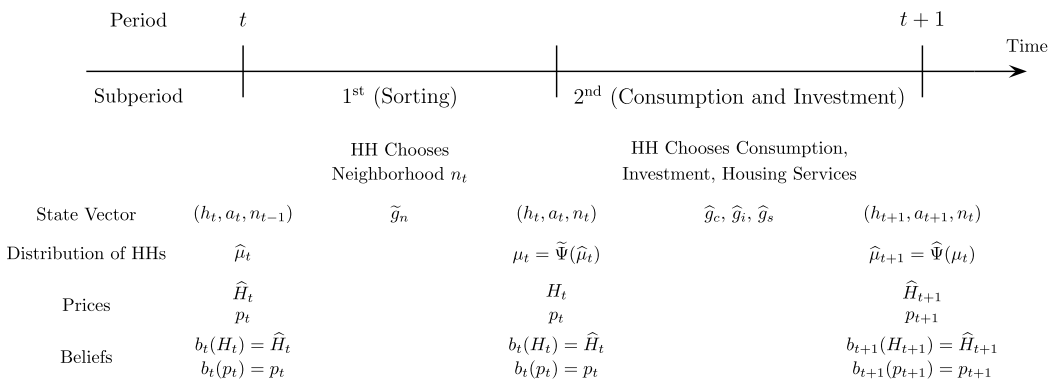 Period t t + 1
Time
Subperiod 1st (Sorting) 2nd (Consumption and Investment)
HH Chooses
Neighborhood n_t
HH Chooses Consumption,
Investment, Housing Services
State Vector (h_t, a_t, n_{t−1}) g̃_n (h_t, a_t, n_t) ĝ_c, ĝ_i, ĝ_s (h_{t+1}, a_{t+1}, n_t)
Distribution of HHs μ̂_t μ_t = Ψ̃(μ̂_t) μ̂_{t+1} = Ψ̂(μ_t)
Prices
Ĥ_t H_t Ĥ_{t+1}
p_t p_t p_{t+1}
Beliefs
b_t(H_t) = Ĥ_t b_t(H_t) = Ĥ_t b_{t+1}(H_{t+1}) = Ĥ_{t+1}
b_t(p_t) = p_t b_t(p_t) = p_t b_{t+1}(p_{t+1}) = p_{t+1}